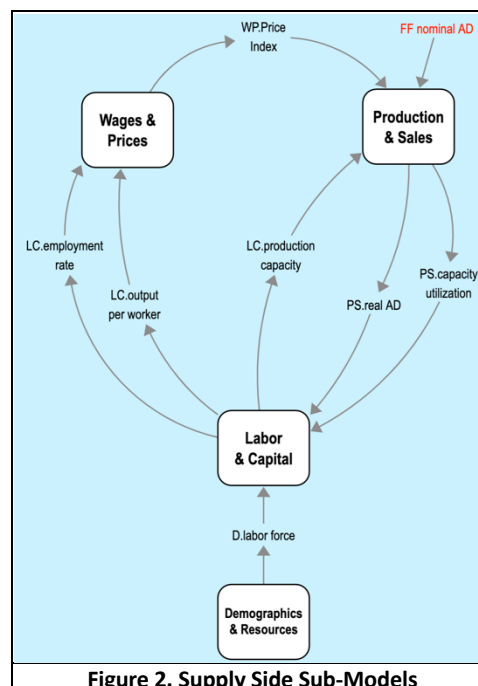 WP.Price
Index
FF nominal AD
Wages &
Prices
Production
& Sales
LC.employment
rate
LC.production
capacity
PS.capacity
utilization
LC.output
per worker
PS.real AD
Labor
& Capital
D.labor force
Demographics
& Resources
Figure 2. Supply Side Sub-Models